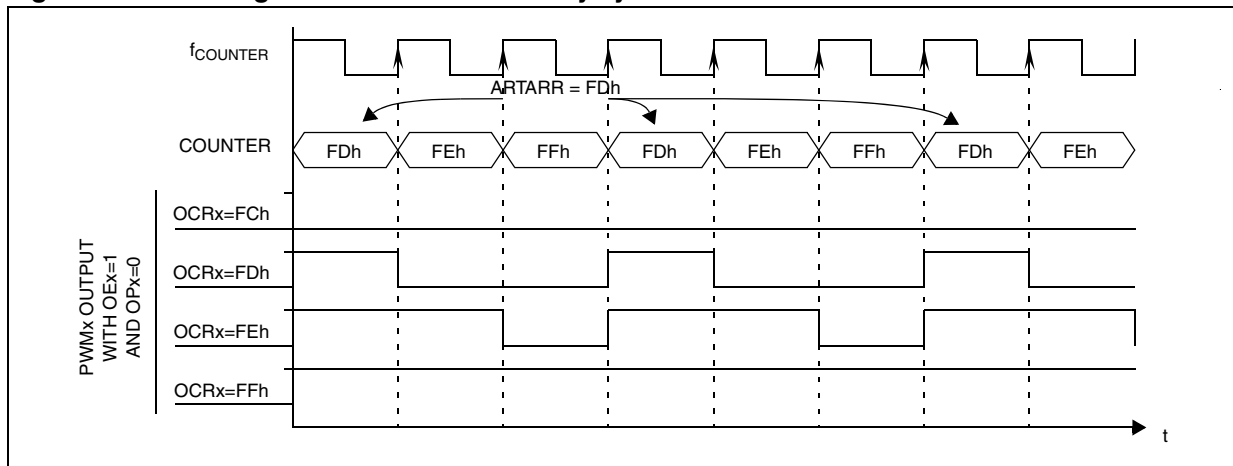 fCOUNTER
ARTARR = FDh
COUNTER
FDh FEh FFh FDh FEh FFh FDh FEh
PWMx OUTPUT
WITH OEx=1
AND OPx=0
OCRx=FCh
OCRx=FDh
OCRx=FEh
OCRx=FFh
t